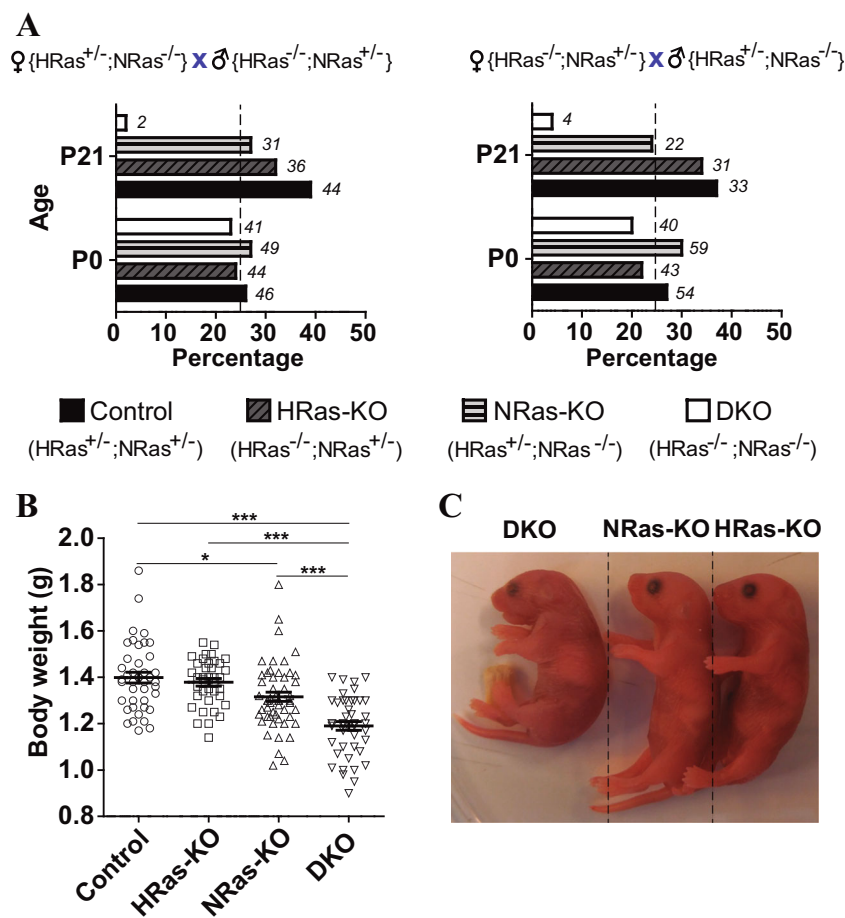 A
♀{HRas+/-;NRas-/-} X ♂{HRas-/-;NRas+/-}
♀{HRas-/-;NRas+/-} X ♂{HRas+/-;NRas-/-}
2
P21
31
36
44
Age
41
P0
49
44
46
0 10 20 30 40 50
Percentage
4
P21
22
31
33
40
P0
59
43
54
0 10 20 30 40 50
Percentage
Control HRas-KO NRas-KO DKO
(HRas+/-;NRas+/-) (HRas-/-;NRas+/-) (HRas+/-;NRas -/-) (HRas-/-;NRas-/-)
B
***
***
*
***
2.0
1.8
1.6
1.4
1.2
1.0
0.8
Body weight (g)
Control HRas-KO NRas-KO DKO
C
DKO NRas-KO HRas-KO